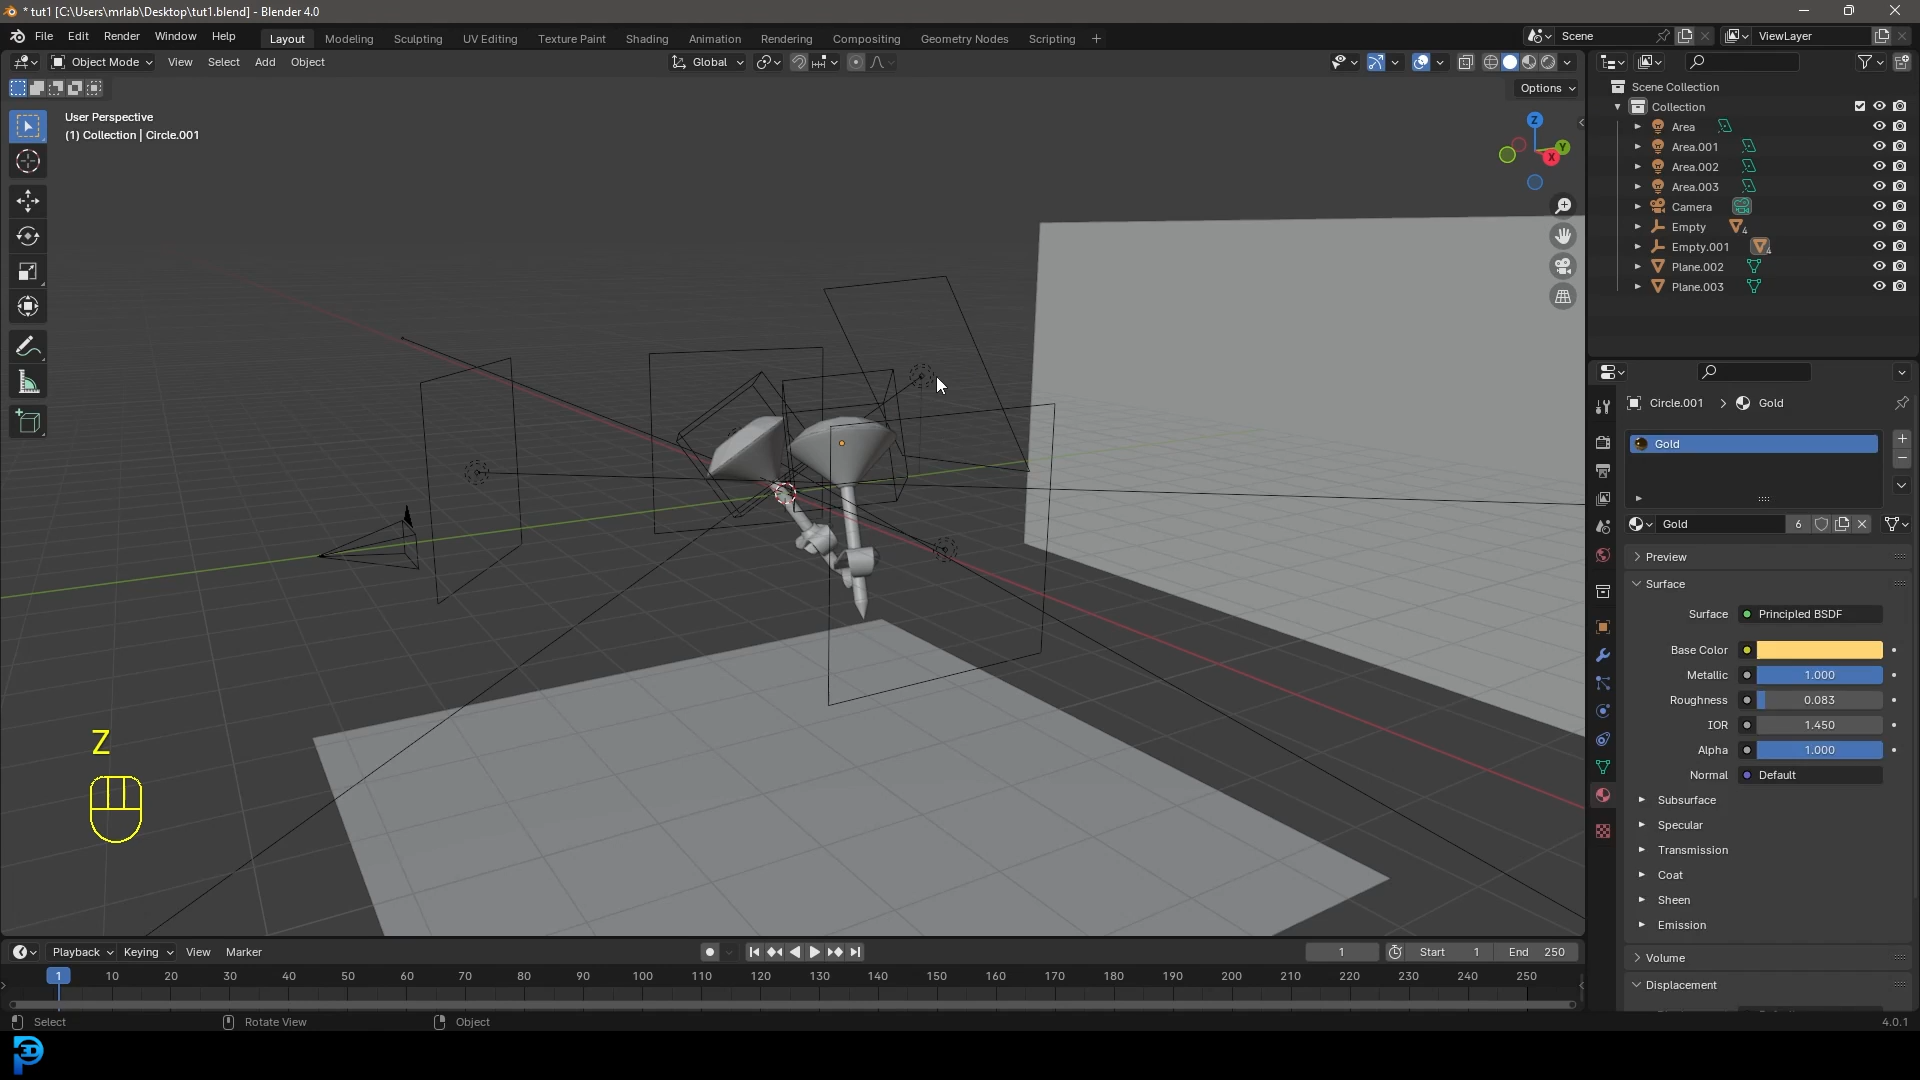 * tut1 [C:\Users\mrlab\Desktop\tut1.blend] - Blender 4.0
File Edit Render Window Help
Layout Modeling Sculpting UV Editing Texture Paint Shading Animation Rendering Compositing Geometry Nodes Scripting +
Scene
ViewLayer
Object Mode View Select Add Object
Global
Options
User Perspective
(1) Collection | Circle.001
Z
Y
X
Scene Collection
Collection
Area
Area.001
Area.002
Area.003
Camera
Empty 4
Empty.001 4
Plane.002
Plane.003
Circle.001 > Gold
Gold
Gold 6
Preview
Surface
Surface Principled BSDF
Base Color
Metallic 1.000
Roughness 0.083
IOR 1.450
Alpha 1.000
Normal Default
Subsurface
Specular
Transmission
Coat
Sheen
Emission
Volume
Displacement
Z
Playback Keying View Marker
1 Start 1 End 250
1 10 20 30 40 50 60 70 80 90 100 110 120 130 140 150 160 170 180 190 200 210 220 230 240 250
Select Rotate View Object
4.0.1
3D